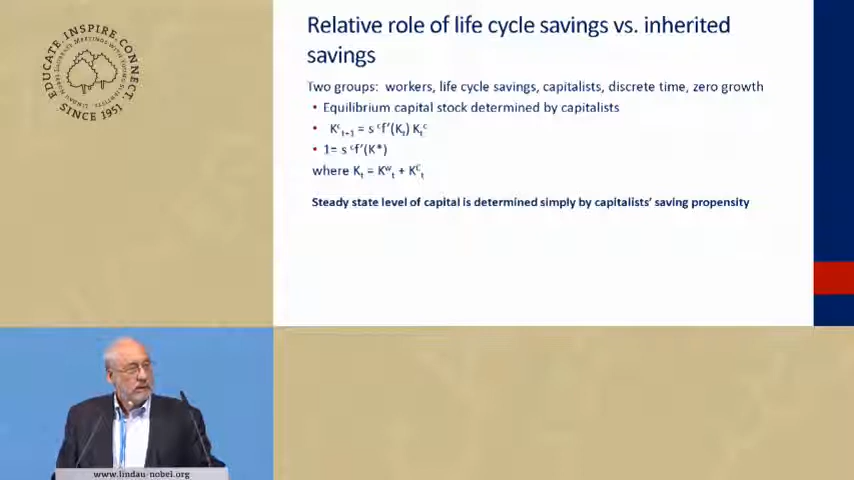 EDUCATE. INSPIRE. CONNECT.
SINCE 1951
Relative role of life cycle savings vs. inherited
savings
Two groups: workers, life cycle savings, capitalists, discrete time, zero growth
• Equilibrium capital stock determined by capitalists
• Kᶜₜ₊₁ = s ᶜf'(Kₜ) Kₜᶜ
• 1= s ᶜf'(K*)
where Kₜ = Kʷₜ + Kᶜₜ
Steady state level of capital is determined simply by capitalists' saving propensity
www.lindau-nobel.org